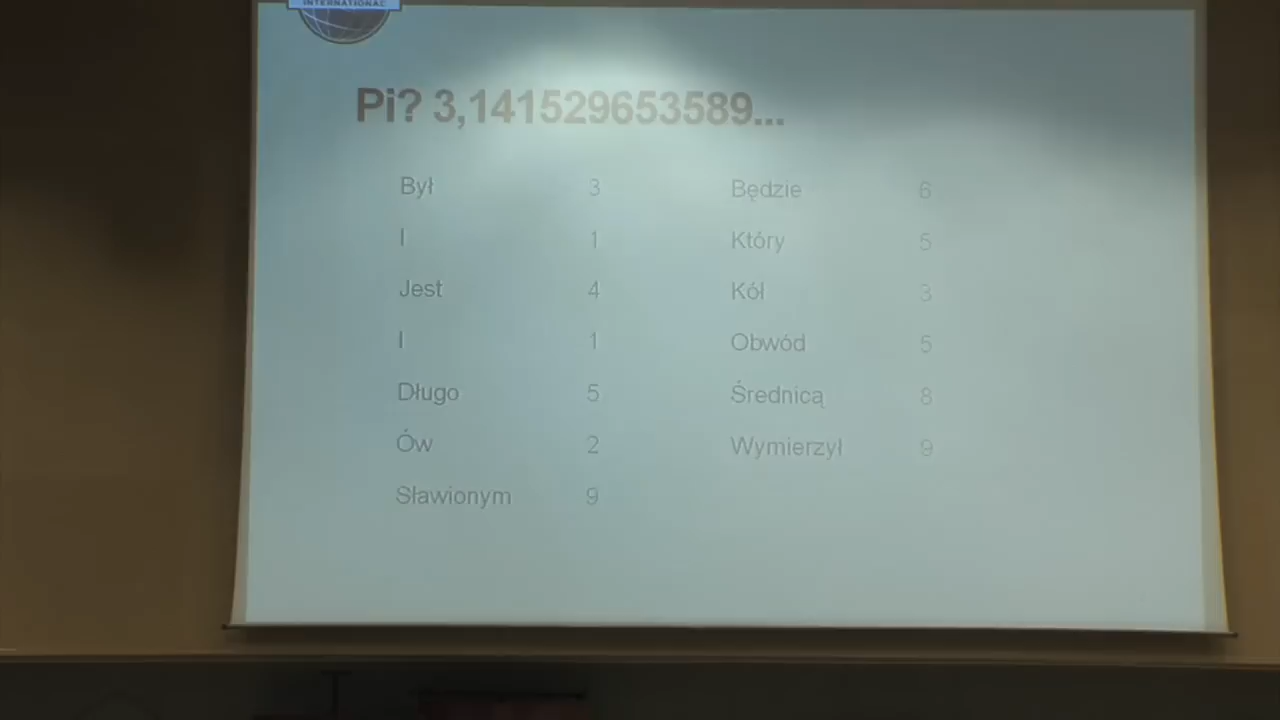 INTERNATIONAL
Pi? 3,141529653589...
Był 3
I 1
Jest 4
I 1
Długo 5
Ów 2
Sławionym 9
Będzie 6
Który 5
Kół 3
Obwód 5
Średnicą 8
Wymierzył 9